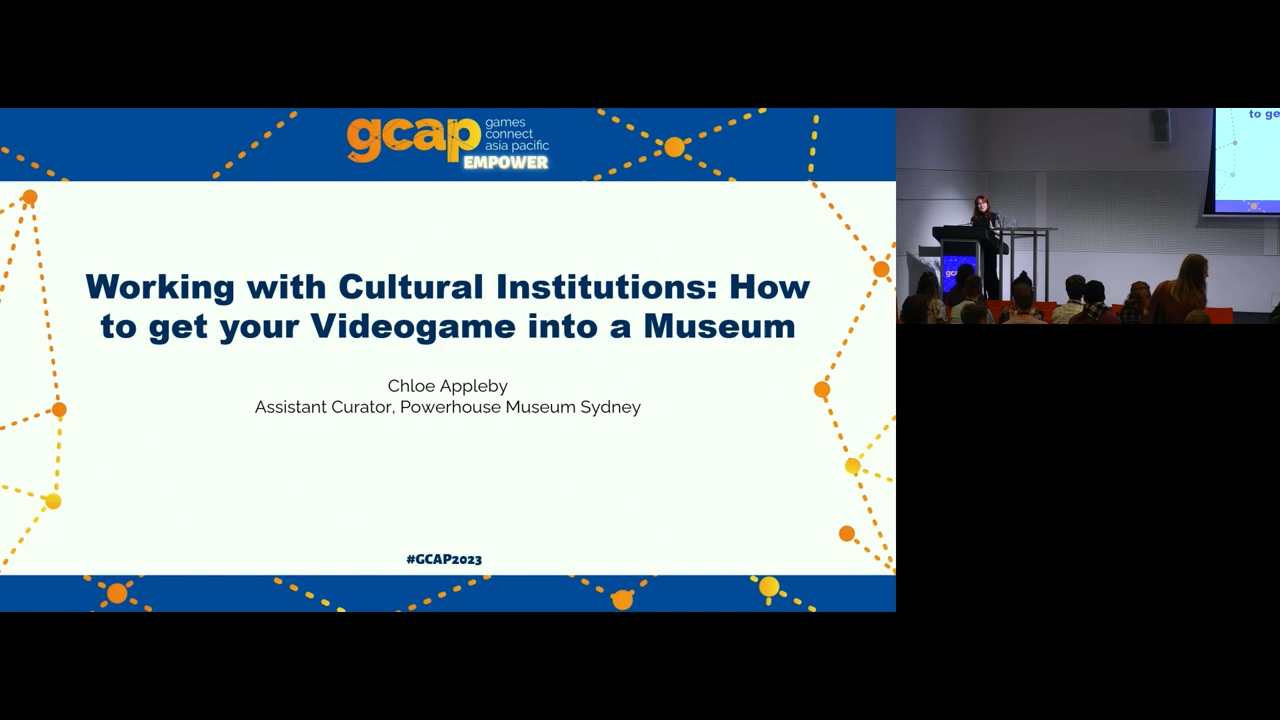 gcap
games
connect
asia pacific
EMPOWER
Working with Cultural Institutions: How
to get your Videogame into a Museum
Chloe Appleby
Assistant Curator, Powerhouse Museum Sydney
#GCAP2023
to ge
gca